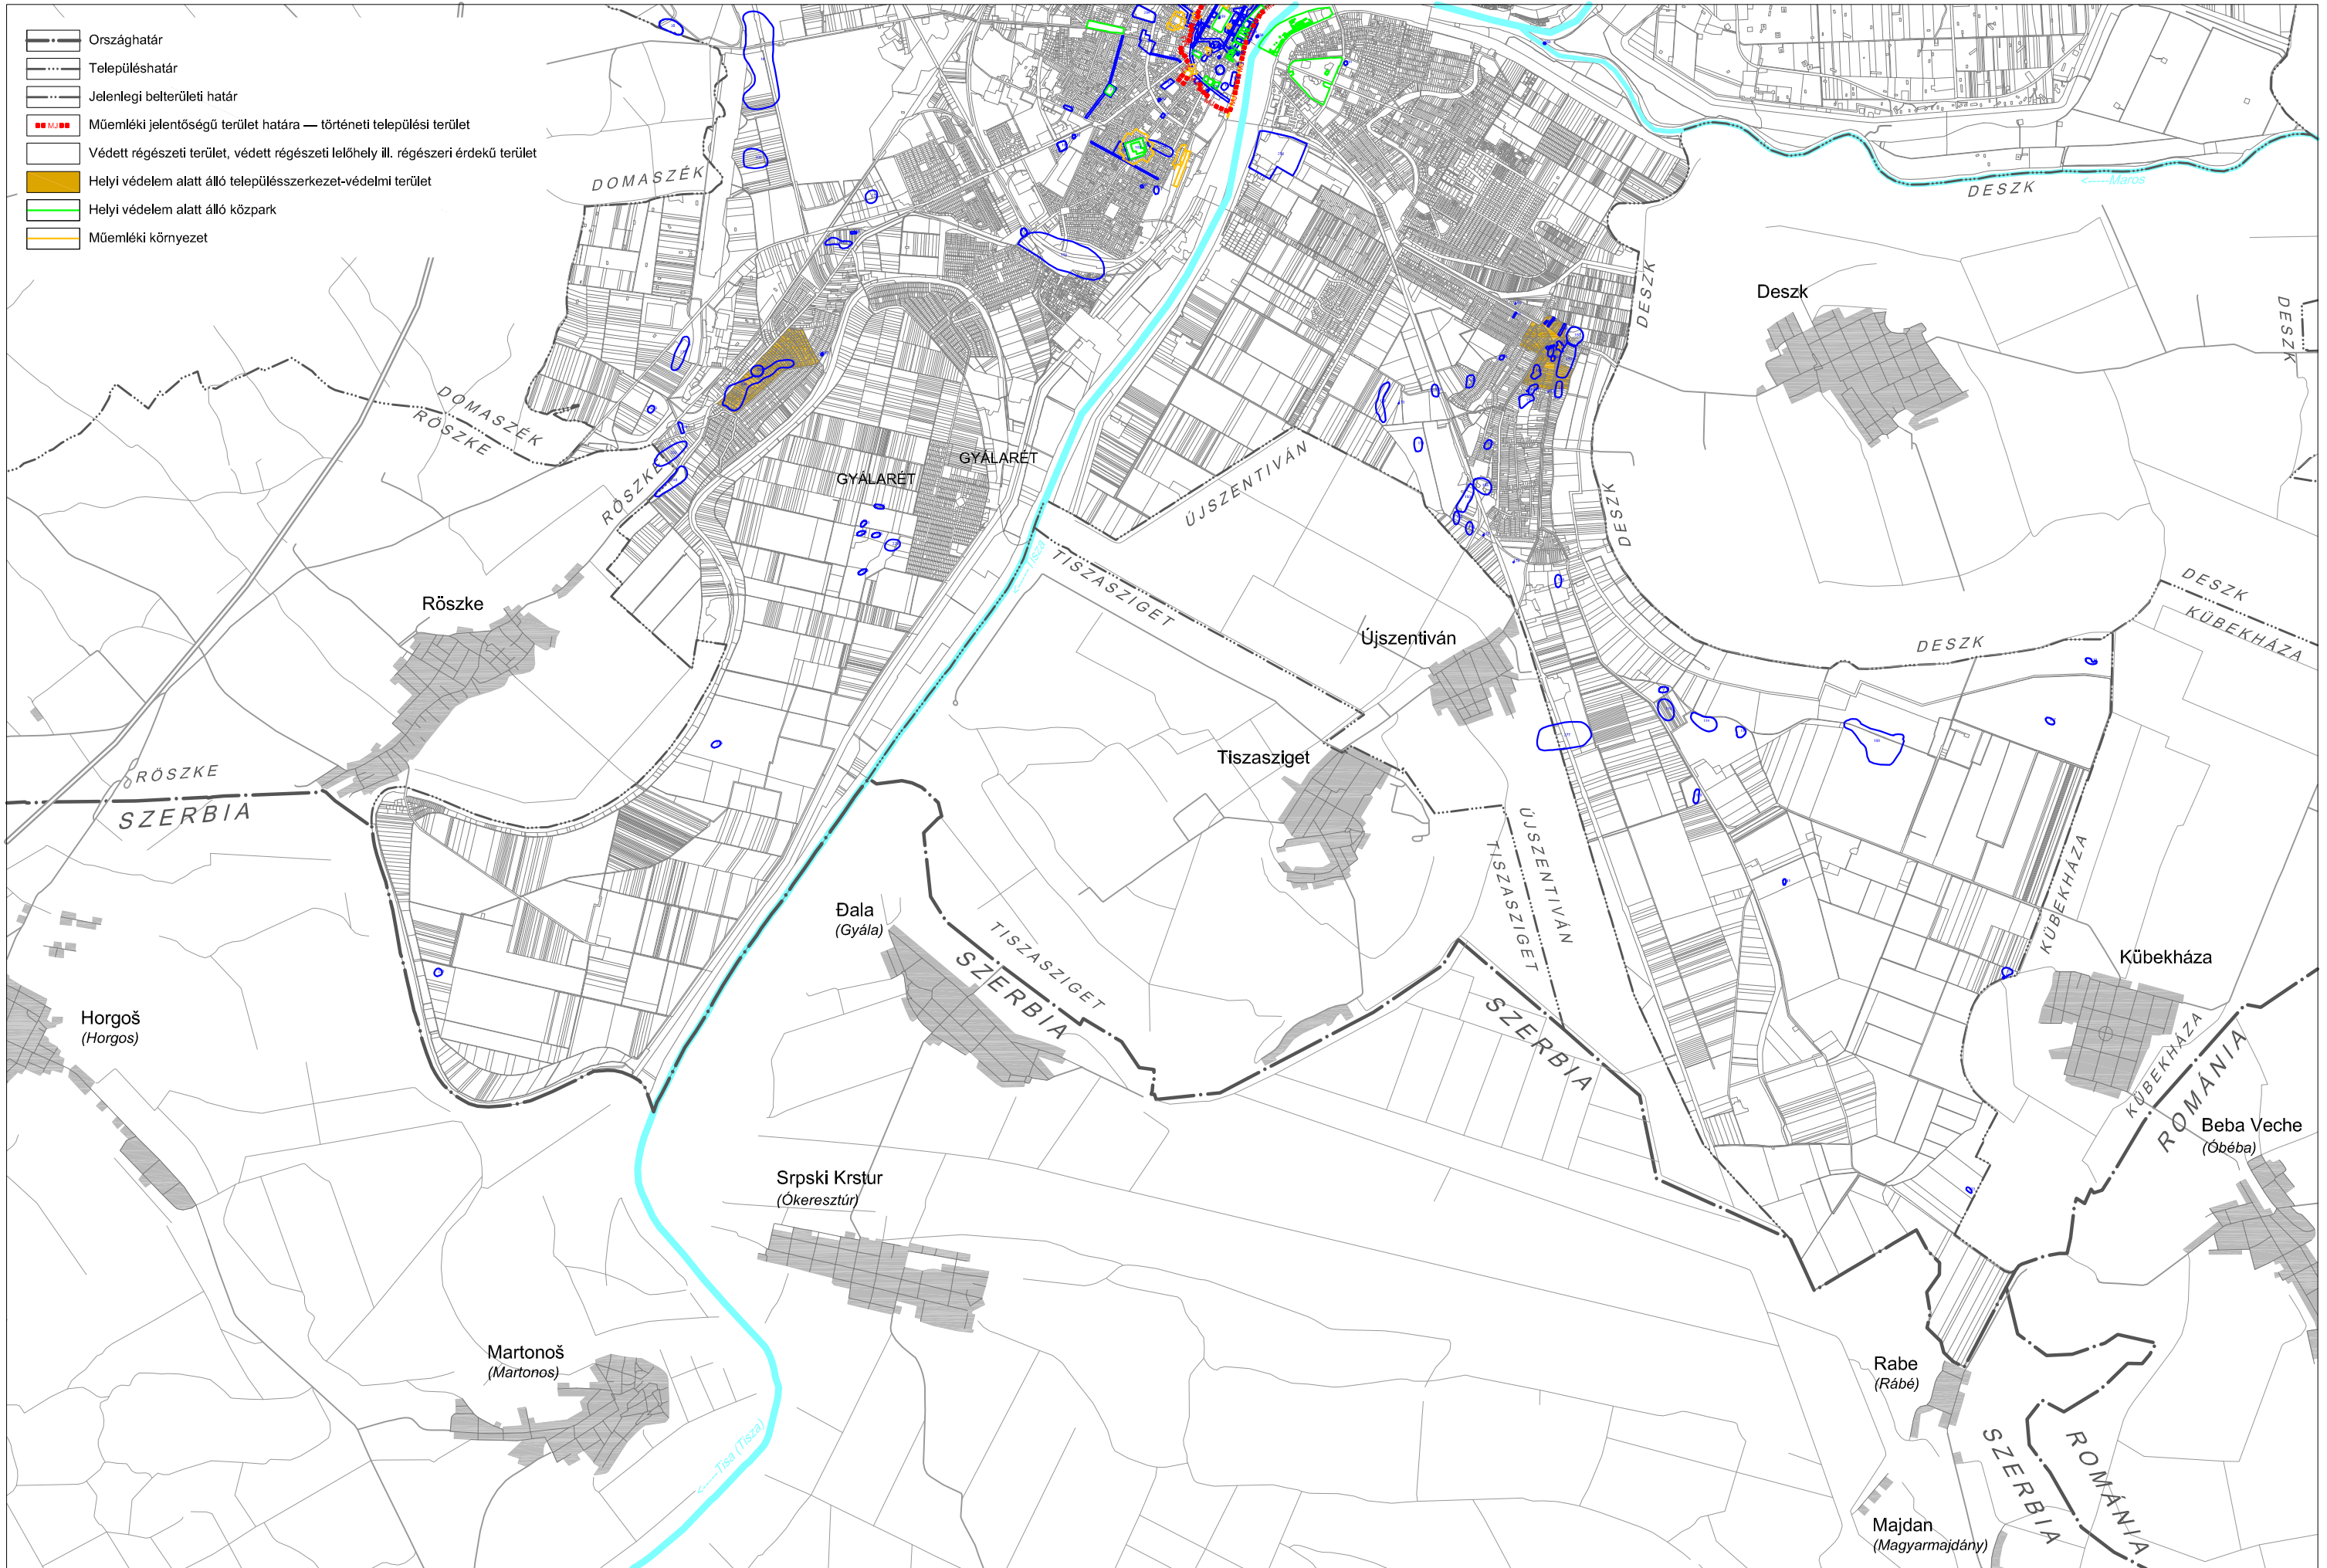 Országhatár
Településhatár
Jelenlegi belterületi határ
MJ
Műemléki jelentőségű terület határa — történeti települési terület
Védett régészeti terület, védett régészeti lelőhely ill. régészeri érdekű terület
Helyi védelem alatt álló településszerkezet-védelmi terület
Helyi védelem alatt álló közpark
Műemléki környezet
DOMASZÉK
DESZK
<-----Maros
DESZK
Deszk
DESZK
DOMASZÉK
RÖSZKE
RÖSZKE
GYÁLARÉT
GYÁLARÉT
ÚJSZENTIVÁN
DESZK
<-----Tisza
TISZASZIGET
DESZK
KÜBEKHÁZA
Röszke
Újszentiván
DESZK
Tiszasziget
RÖSZKE
SZERBIA
ÚJSZENTIVÁN
TISZASZIGET
KÜBEKHÁZA
Đala
(Gyála)
TISZASZIGET
SZERBIA
SZERBIA
Kübekháza
Horgoš
(Horgos)
KÜBEKHÁZA
ROMÁNIA
Beba Veche
(Óbéba)
Srpski Krstur
(Ókeresztúr)
Martonoš
(Martonos)
Rabe
(Rábé)
<------Tisa (Tisza)
SZERBIA
ROMÁNIA
Majdan
(Magyarmajdány)